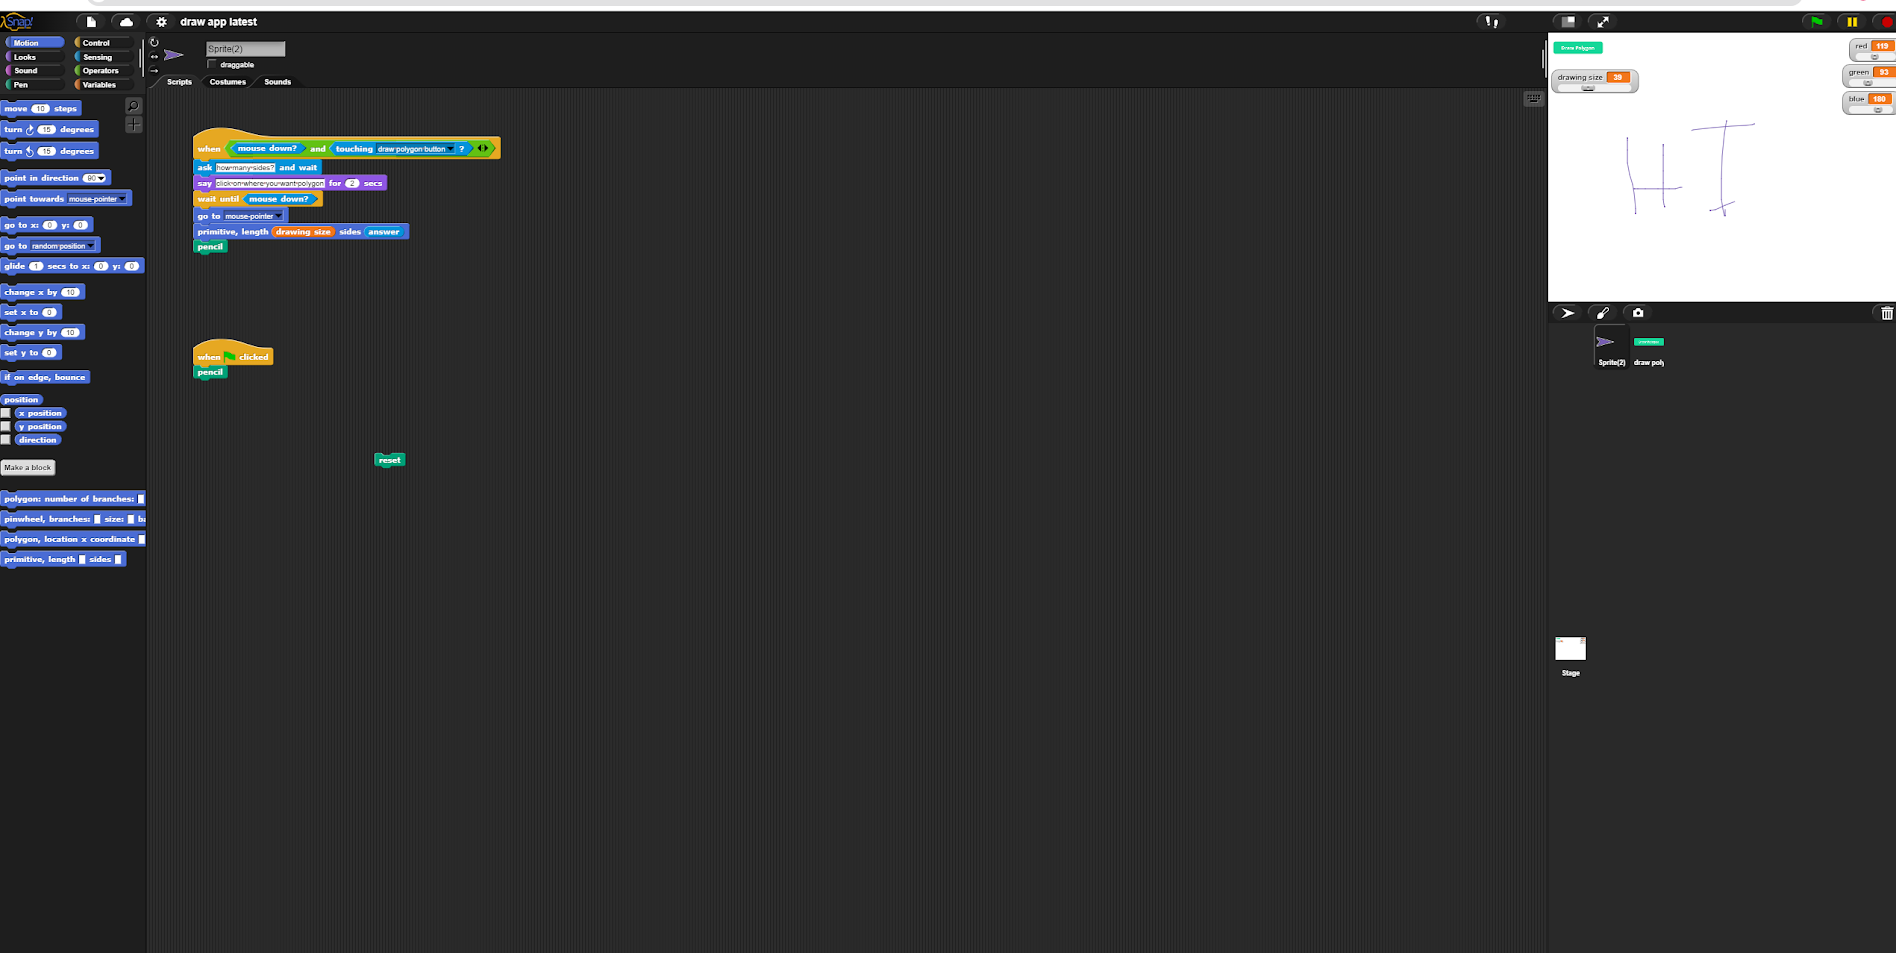 Snap!
draw app latest
Motion
Control
Looks
Sensing
Sound
Operators
Pen
Variables
Sprite(2)
draggable
Scripts
Costumes
Sounds
move 10 steps
turn 15 degrees
turn 15 degrees
point in direction 90
point towards mouse-pointer
go to x: 0 y: 0
go to random position
glide 1 secs to x: 0 y: 0
change x by 10
set x to 0
change y by 10
set y to 0
if on edge, bounce
position
x position
y position
direction
Make a block
polygon: number of branches:
pinwheel, branches: size: ba
polygon, location x coordinate
primitive, length sides
when mouse down? and touching draw polygon button ?
ask how many sides? and wait
say click on where you want polygon for 2 secs
wait until mouse down?
go to mouse-pointer
primitive, length drawing size sides answer
pencil
when clicked
pencil
reset
Draw Polygon
drawing size 39
red 119
green 93
blue 180
HI
Sprite(2)
draw poly
Stage